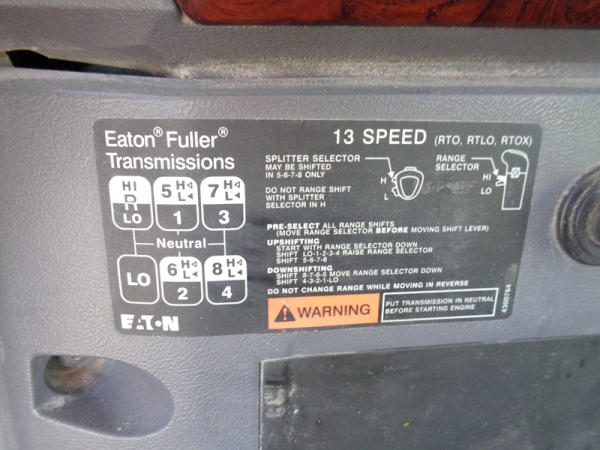 Eaton® Fuller®
Transmissions
13 SPEED (RTO, RTLO, RTOX)
SPLITTER SELECTOR
MAY BE SHIFTED
IN 5-6-7-8 ONLY
H
L
RANGE
SELECTOR
HI
LO
DO NOT RANGE SHIFT
WITH SPLITTER
SELECTOR IN H
HI
R
LO
5 H
L
1
7 H
L
3
Neutral
LO
6 H
L
2
8 H
L
4
PRE-SELECT ALL RANGE SHIFTS
(MOVE RANGE SELECTOR BEFORE MOVING SHIFT LEVER)
UPSHIFTING
START WITH RANGE SELECTOR DOWN
SHIFT LO-1-2-3-4 RAISE RANGE SELECTOR
SHIFT 5-6-7-8
DOWNSHIFTING
SHIFT 8-7-6-5 MOVE RANGE SELECTOR DOWN
SHIFT 4-3-2-1-LO
DO NOT CHANGE RANGE WHILE MOVING IN REVERSE
EATON
WARNING
PUT TRANSMISSION IN NEUTRAL
BEFORE STARTING ENGINE
4300764